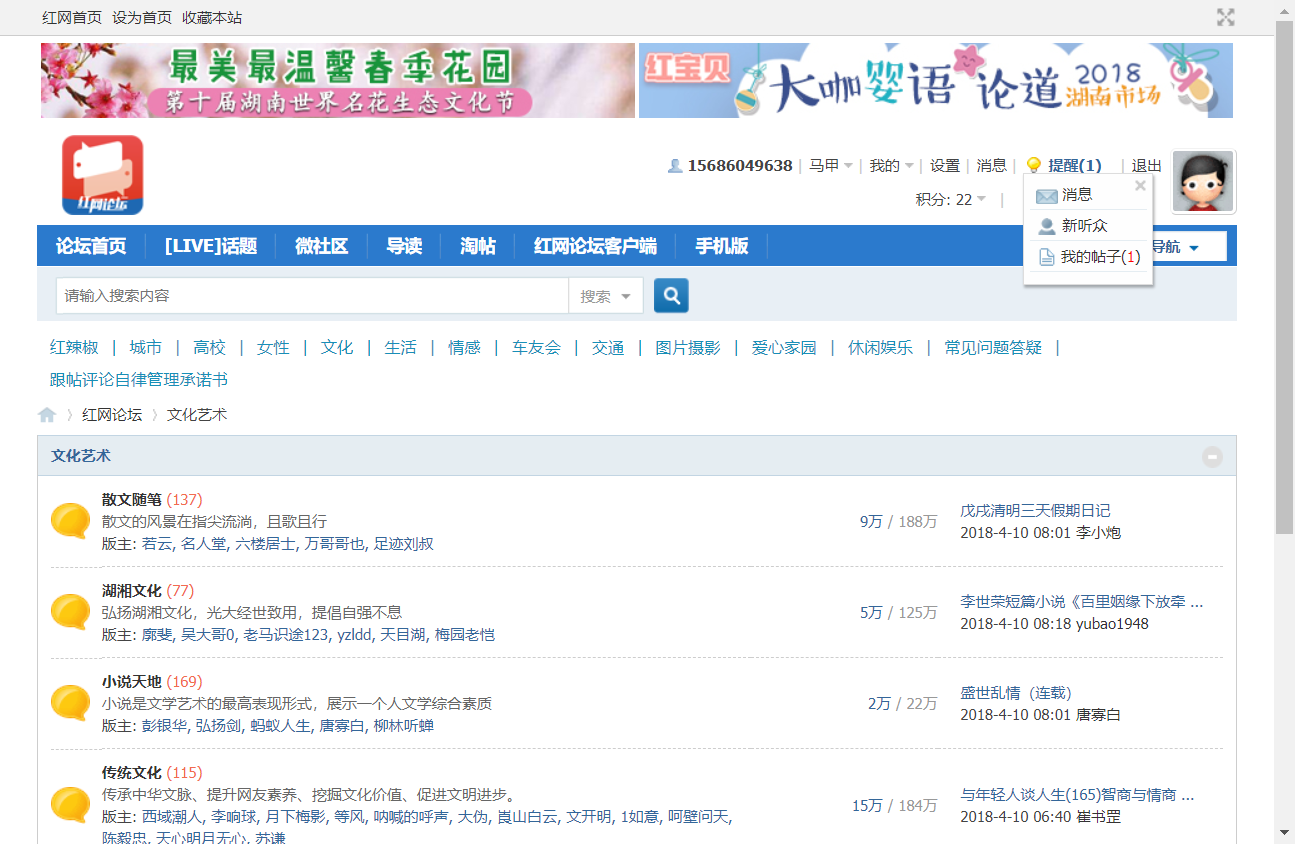 红网首页 设为首页 收藏本站
最美最温馨春季花园
第十届湖南世界名花生态文化节
红宝贝
大咖婴语论道
2018
湖南市场
红网论坛
15686049638 | 马甲 | 我的 | 设置 | 消息 | 提醒(1) | 退出
积分: 22 |
消息
新听众
我的帖子(1)
论坛首页 [LIVE]话题 微社区 导读 淘帖 红网论坛客户端 手机版 导航
请输入搜索内容 搜索
红辣椒 | 城市 | 高校 | 女性 | 文化 | 生活 | 情感 | 车友会 | 交通 | 图片摄影 | 爱心家园 | 休闲娱乐 | 常见问题答疑 |
跟帖评论自律管理承诺书
红网论坛 › 文化艺术
文化艺术
散文随笔 (137)
散文的风景在指尖流淌，且歌且行
版主: 若云, 名人堂, 六楼居士, 万哥哥也, 足迹刘叔
9万 / 188万
戊戌清明三天假期日记
2018-4-10 08:01 李小炮
湖湘文化 (77)
弘扬湖湘文化，光大经世致用，提倡自强不息
版主: 廓斐, 吴大哥0, 老马识途123, yzldd, 天目湖, 梅园老恺
5万 / 125万
李世荣短篇小说《百里姻缘下放牵 ...
2018-4-10 08:18 yubao1948
小说天地 (169)
小说是文学艺术的最高表现形式，展示一个人文学综合素质
版主: 彭银华, 弘扬剑, 蚂蚁人生, 唐寡白, 柳林听蝉
2万 / 22万
盛世乱情（连载）
2018-4-10 08:01 唐寡白
传统文化 (115)
传承中华文脉、提升网友素养、挖掘文化价值、促进文明进步。
版主: 西域潮人, 李响球, 月下梅影, 等风, 呐喊的呼声, 大伪, 崀山白云, 文开明, 1如意, 呵壁问天,
陈毅忠, 天心明月无心, 苏谦
15万 / 184万
与年轻人谈人生(165)智商与情商 ...
2018-4-10 06:40 崔书罡